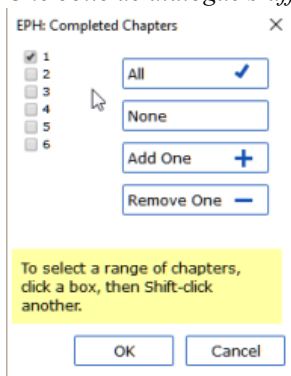 EPH: Completed Chapters
1
2
3
4
5
6
All
None
Add One
Remove One
To select a range of chapters,
click a box, then Shift-click
another.
OK
Cancel